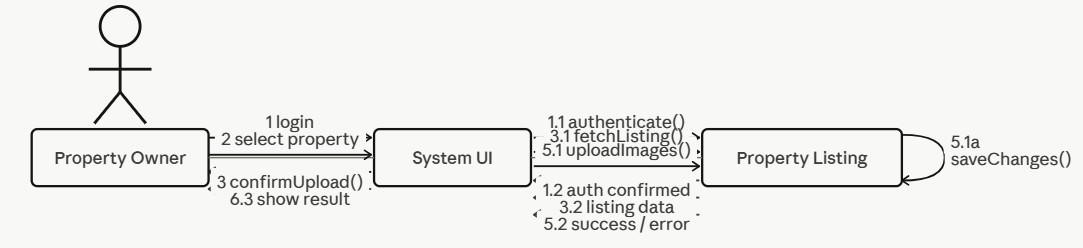 1 login
2 select property
Property Owner
3 confirmUpload()
6.3 show result
System UI
1.1 authenticate()
3.1 fetchListing()
5.1 uploadImages()
1.2 auth confirmed
3.2 listing data
5.2 success / error
Property Listing
5.1a
saveChanges()